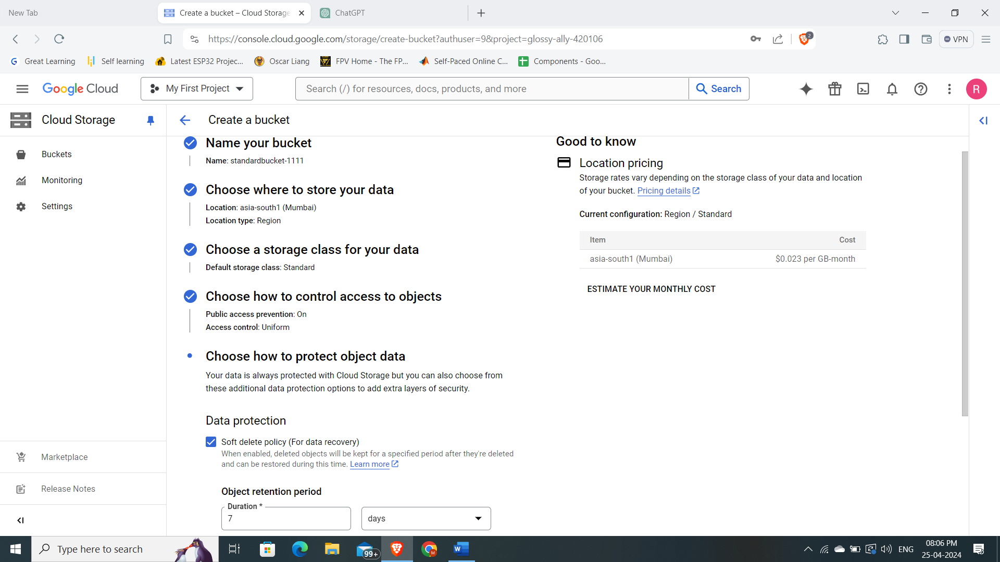 New Tab
Create a bucket – Cloud Storage
ChatGPT
https://console.cloud.google.com/storage/create-bucket?authuser=9&project=glossy-ally-420106
2
VPN
Great Learning
Self learning
Latest ESP32 Projec...
Oscar Liang
FPV Home - The FP...
Self-Paced Online C...
Components - Goo...
Google Cloud
My First Project
Search (/) for resources, docs, products, and more
Search
R
Cloud Storage
Create a bucket
Buckets
Monitoring
Settings
Marketplace
Release Notes
Name your bucket
Name: standardbucket-1111
Choose where to store your data
Location: asia-south1 (Mumbai)
Location type: Region
Choose a storage class for your data
Default storage class: Standard
Choose how to control access to objects
Public access prevention: On
Access control: Uniform
Choose how to protect object data
Your data is always protected with Cloud Storage but you can also choose from
these additional data protection options to add extra layers of security.
Data protection
Soft delete policy (For data recovery)
When enabled, deleted objects will be kept for a specified period after they're deleted
and can be restored during this time. Learn more
Object retention period
Duration *
7
days
Good to know
Location pricing
Storage rates vary depending on the storage class of your data and location
of your bucket. Pricing details
Current configuration: Region / Standard
Item Cost
asia-south1 (Mumbai) $0.023 per GB-month
ESTIMATE YOUR MONTHLY COST
Type here to search
99+
M
W
ENG
08:06 PM
25-04-2024